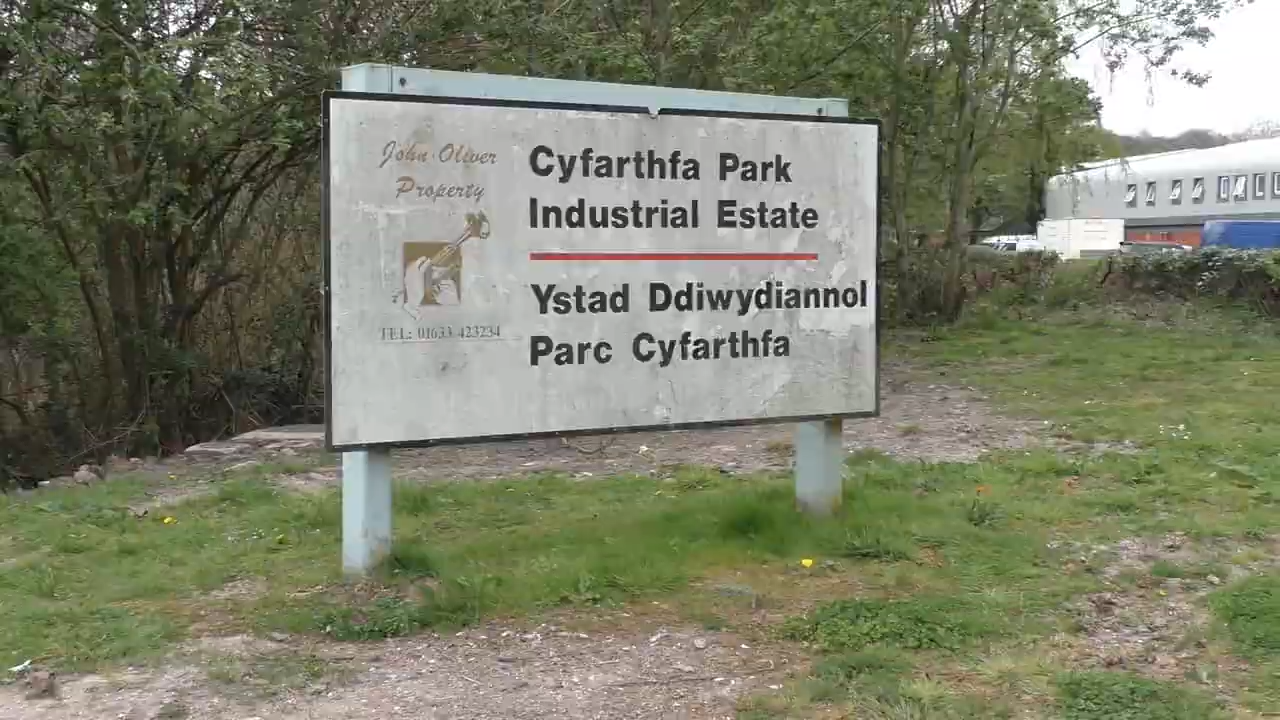 John Oliver
Property
TEL: 01633 423234
Cyfarthfa Park
Industrial Estate
Ystad Ddiwydiannol
Parc Cyfarthfa